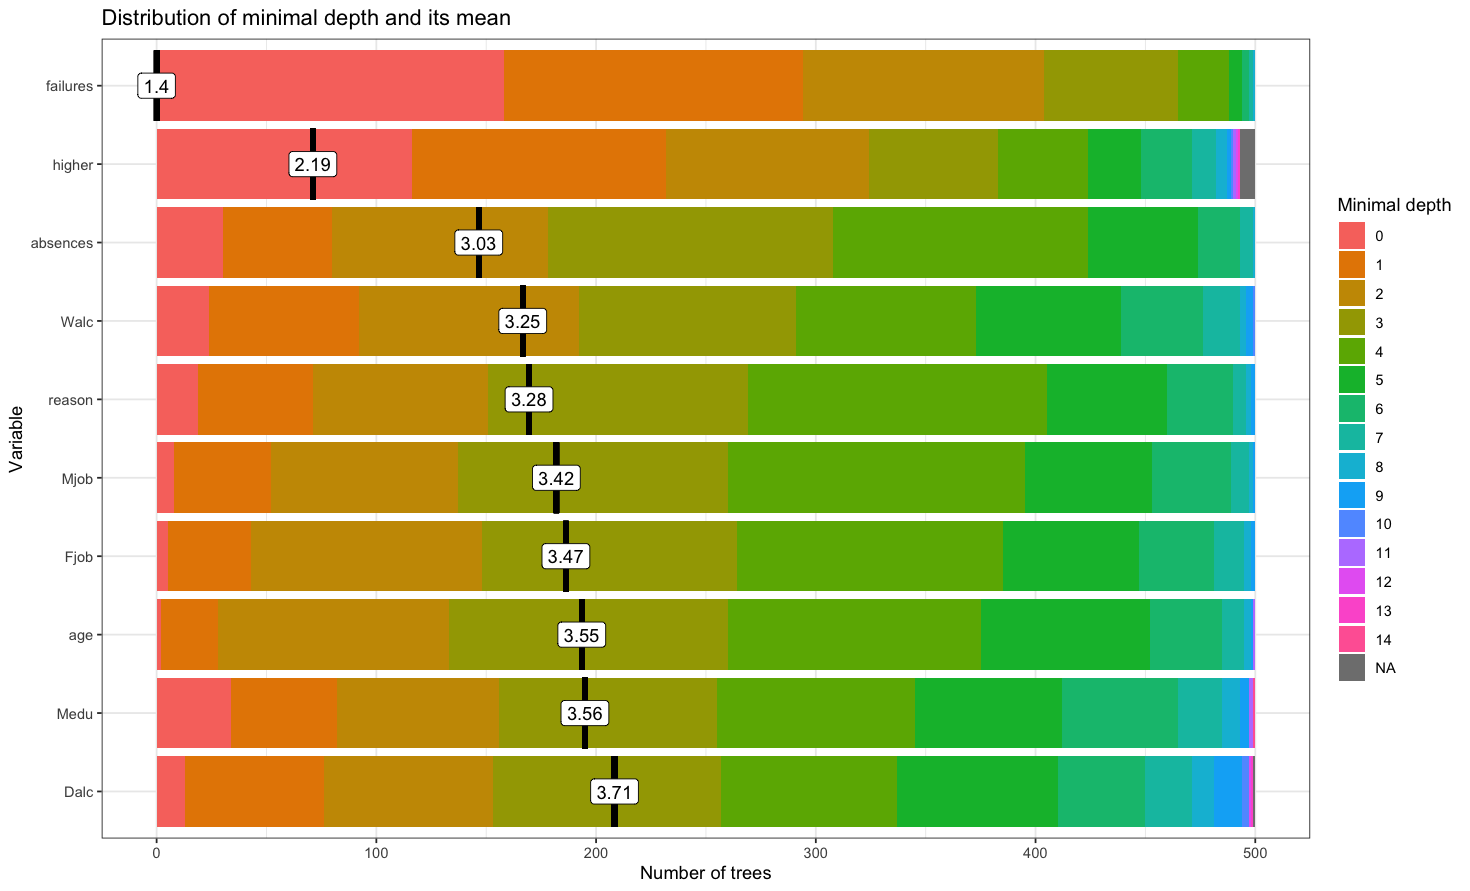 Distribution of minimal depth and its mean
Variable
failures
1.4
higher
2.19
absences
3.03
Walc
3.25
reason
3.28
Mjob
3.42
Fjob
3.47
age
3.55
Medu
3.56
Dalc
3.71
0
100
200
300
400
500
Number of trees
Minimal depth
0
1
2
3
4
5
6
7
8
9
10
11
12
13
14
NA